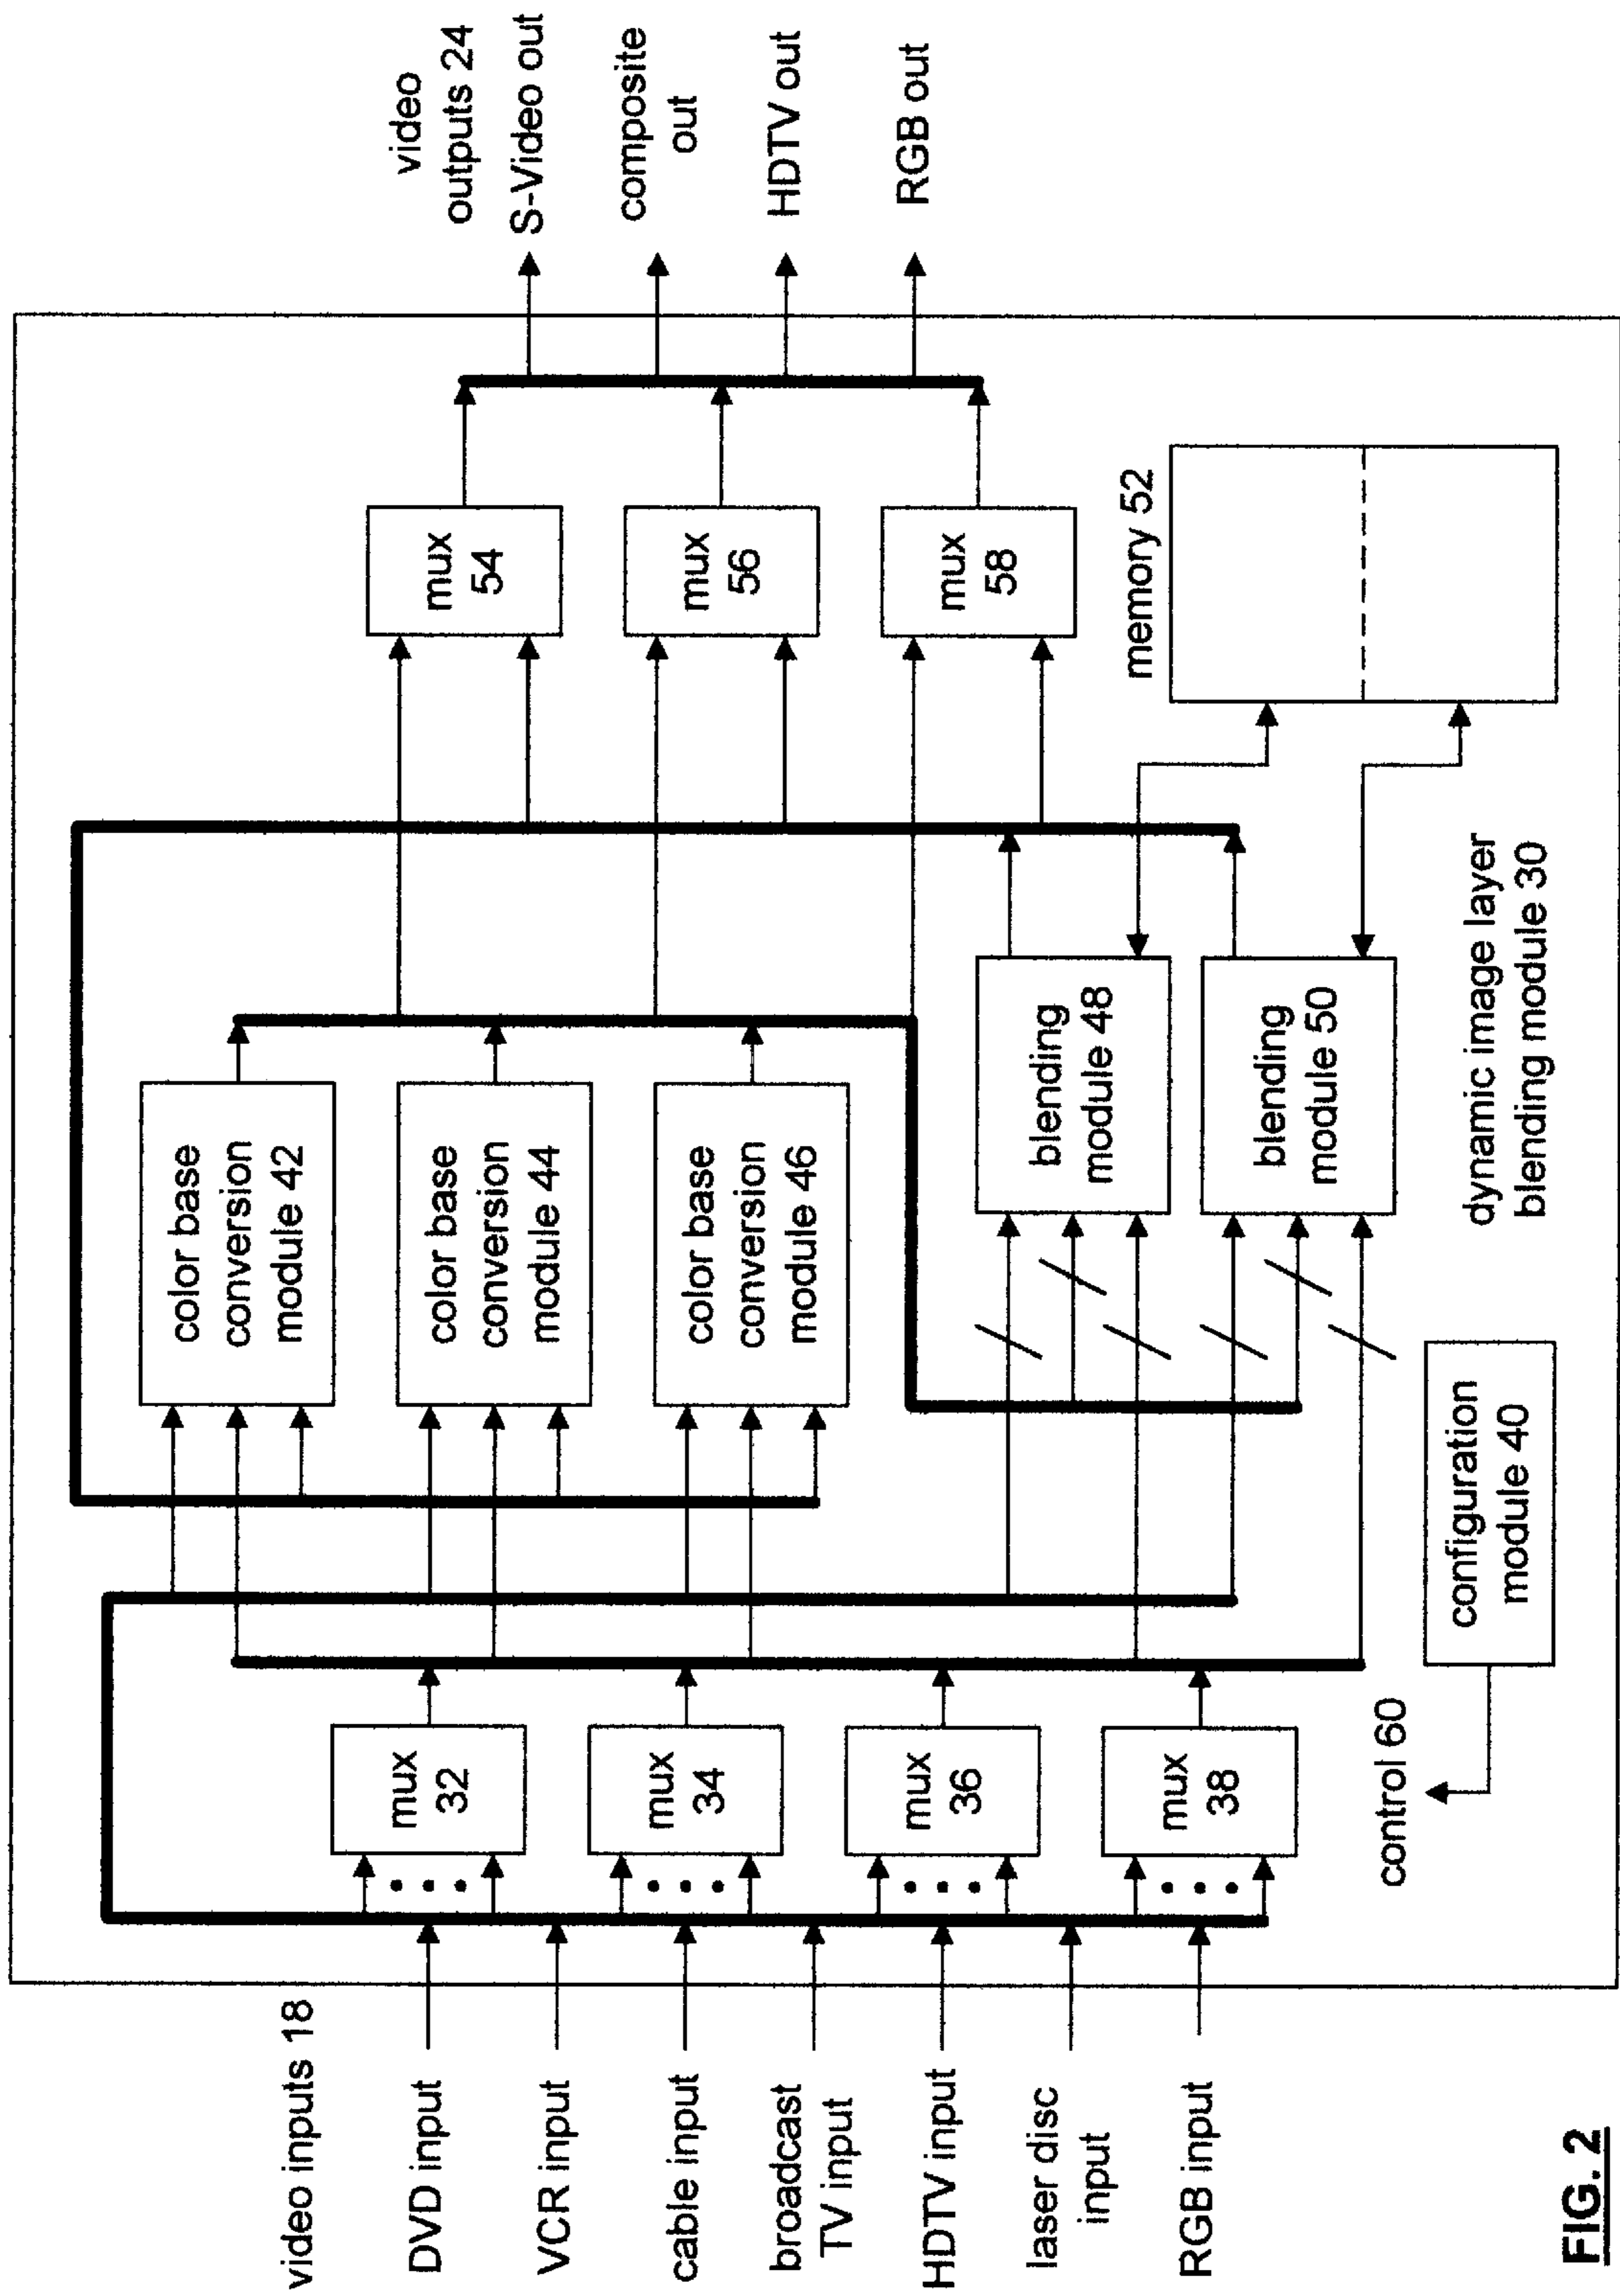 video inputs 18
DVD input
VCR input
cable input
broadcast
TV input
HDTV input
laser disc
input
RGB input
mux
32
mux
34
mux
36
mux
38
control 60
configuration
module 40
color base
conversion
module 42
color base
conversion
module 44
color base
conversion
module 46
blending
module 48
blending
module 50
dynamic image layer
blending module 30
memory 52
mux
54
mux
56
mux
58
video
outputs 24
S-Video out
composite
out
HDTV out
RGB out
FIG. 2